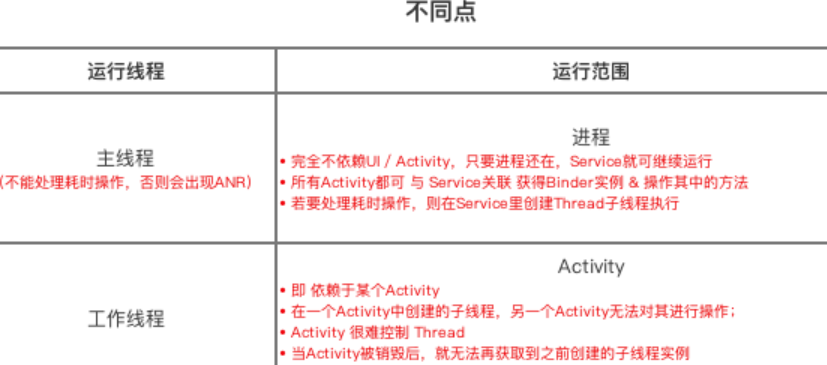 不同点
运行线程
运行范围
主线程
（不能处理耗时操作，否则会出现ANR）
进程
• 完全不依赖UI / Activity，只要进程还在，Service就可继续运行
• 所有Activity都可 与 Service关联 获得Binder实例 & 操作其中的方法
• 若要处理耗时操作，则在Service里创建Thread子线程执行
工作线程
Activity
• 即 依赖于某个Activity
• 在一个Activity中创建的子线程，另一个Activity无法对其进行操作；
• Activity 很难控制 Thread
• 当Activity被销毁后，就无法再获取到之前创建的子线程实例